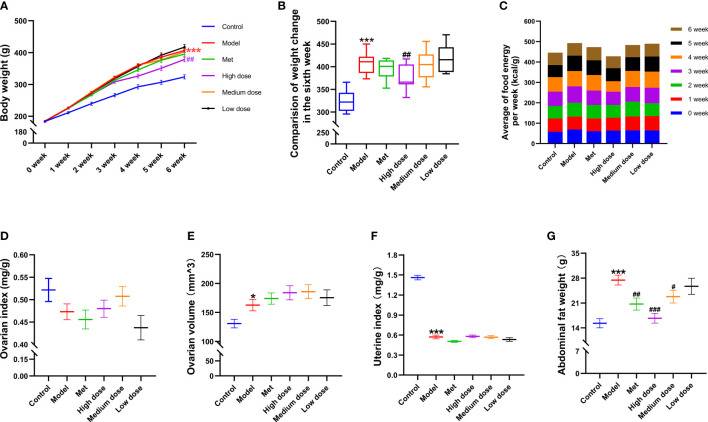 A
Body weight (g)
500
400
300
200
180
0
0 week
1 week
2 week
3 week
4 week
5 week
6 week
***
##
Control
Model
Met
High dose
Medium dose
Low dose
B
Comparision of weight change
in the sixth week
500
450
400
350
300
250
50
0
***
##
Control
Model
Met
High dose
Medium dose
Low dose
C
Average of food energy
per week (kcal/g)
600
500
400
300
200
100
0
Control
Model
Met
High dose
Medium dose
Low dose
6 week
5 week
4 week
3 week
2 week
1 week
0 week
D
Ovarian index (mg/g)
0.60
0.55
0.50
0.45
0.40
0.15
0.00
Control
Model
Met
High dose
Medium dose
Low dose
E
Ovarian volume (mm^3)
250
200
150
100
50
0
*
Control
Model
Met
High dose
Medium dose
Low dose
F
Uterine index (mg/g)
1.8
1.5
1.2
0.9
0.6
0.3
0.0
***
Control
Model
Met
High dose
Medium dose
Low dose
G
Abdominal fat weight (g)
35
28
21
14
7
0
***
##
###
#
Control
Model
Met
High dose
Medium dose
Low dose